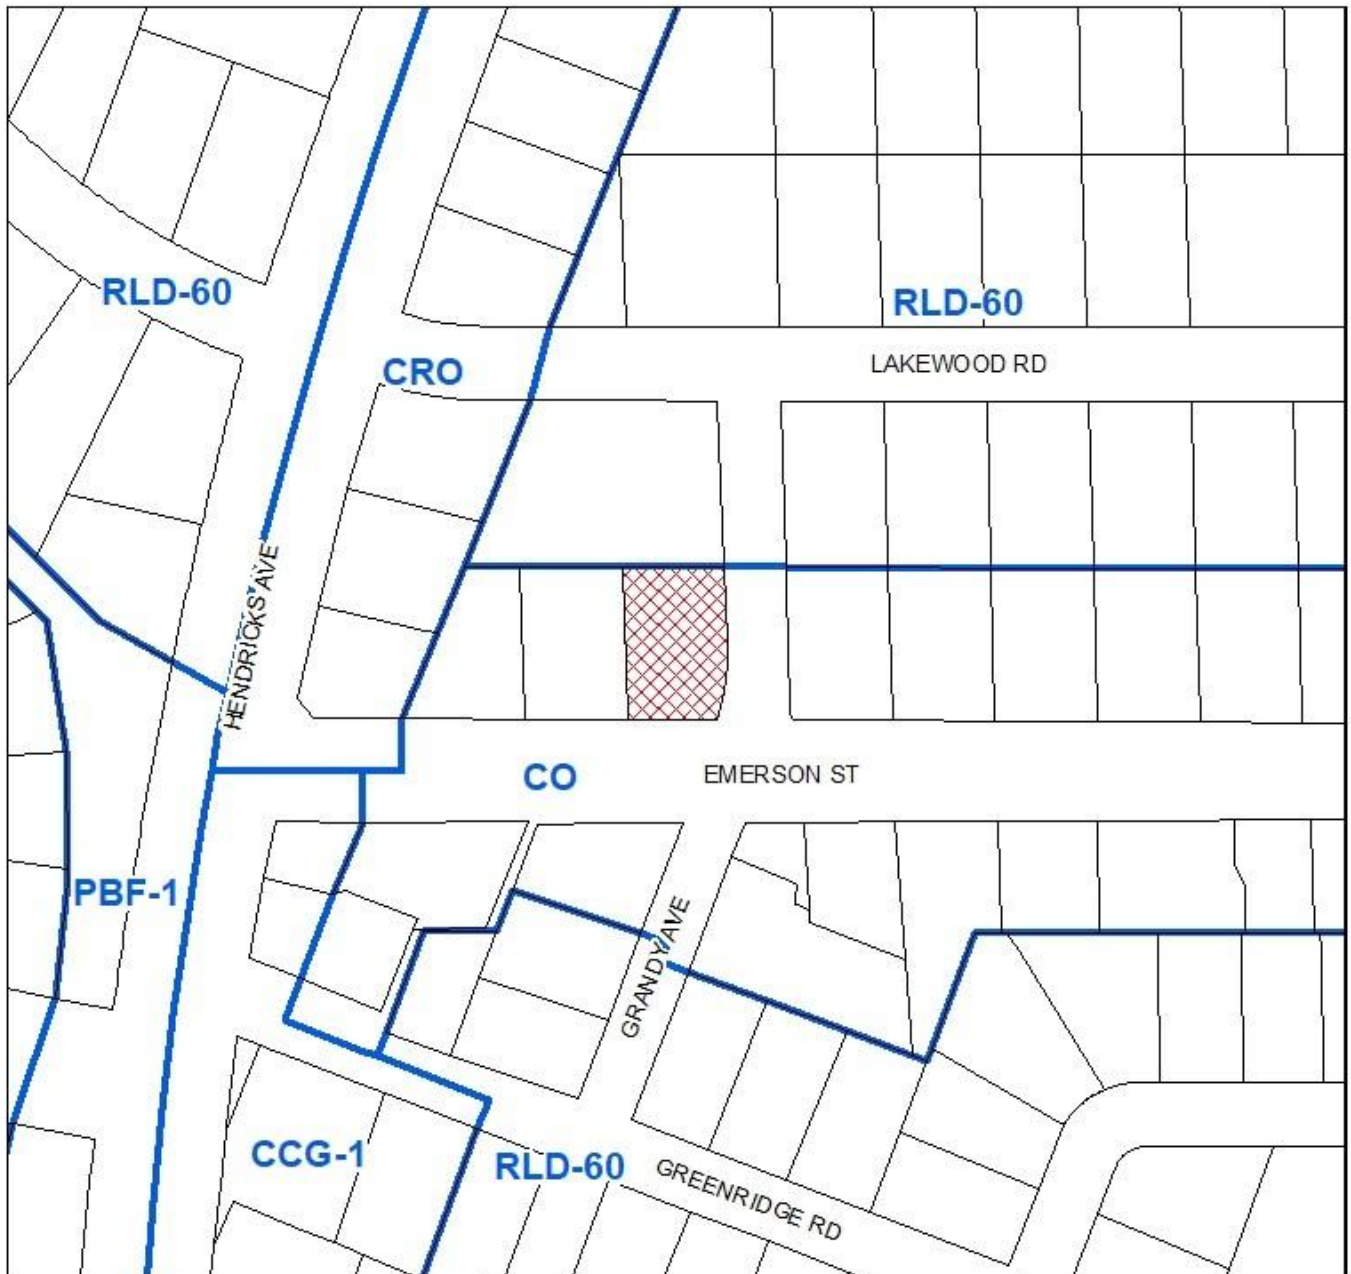 RLD-60
RLD-60
LAKEWOOD RD
CRO
HENDRICKS AVE
CO
EMERSON ST
PBF-1
GRANDY AVE
CCG-1
RLD-60
GREENRIDGE RD